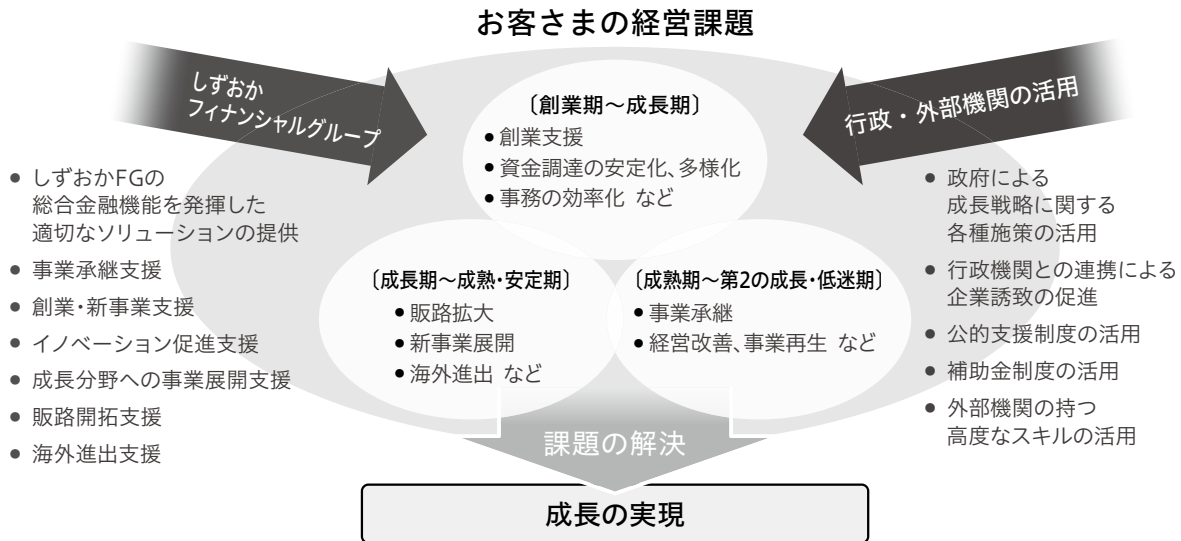 お客さまの経営課題
しずおか
フィナンシャルグループ
● しずおかFGの
総合金融機能を発揮した
適切なソリューションの提供
● 事業承継支援
● 創業・新事業支援
● イノベーション促進支援
● 成長分野への事業展開支援
● 販路開拓支援
● 海外進出支援
〔創業期～成長期〕
● 創業支援
● 資金調達の安定化、多様化
● 事務の効率化 など
〔成長期～成熟・安定期〕
● 販路拡大
● 新事業展開
● 海外進出 など
〔成熟期～第2の成長・低迷期〕
● 事業承継
● 経営改善、事業再生 など
行政・外部機関の活用
● 政府による
成長戦略に関する
各種施策の活用
● 行政機関との連携による
企業誘致の促進
● 公的支援制度の活用
● 補助金制度の活用
● 外部機関の持つ
高度なスキルの活用
課題の解決
成長の実現